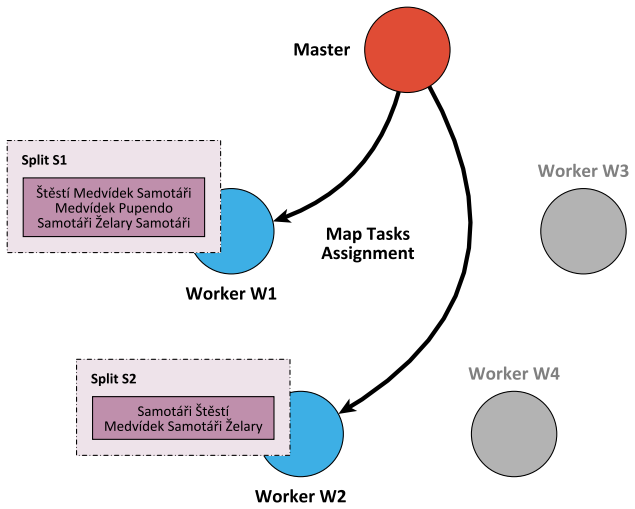 Master
Split S1
Štěstí Medvídek Samotáři
Medvídek Pupendo
Samotáři Želary Samotáři
Worker W1
Map Tasks
Assignment
Worker W3
Split S2
Samotáři Štěstí
Medvídek Samotáři Želary
Worker W2
Worker W4